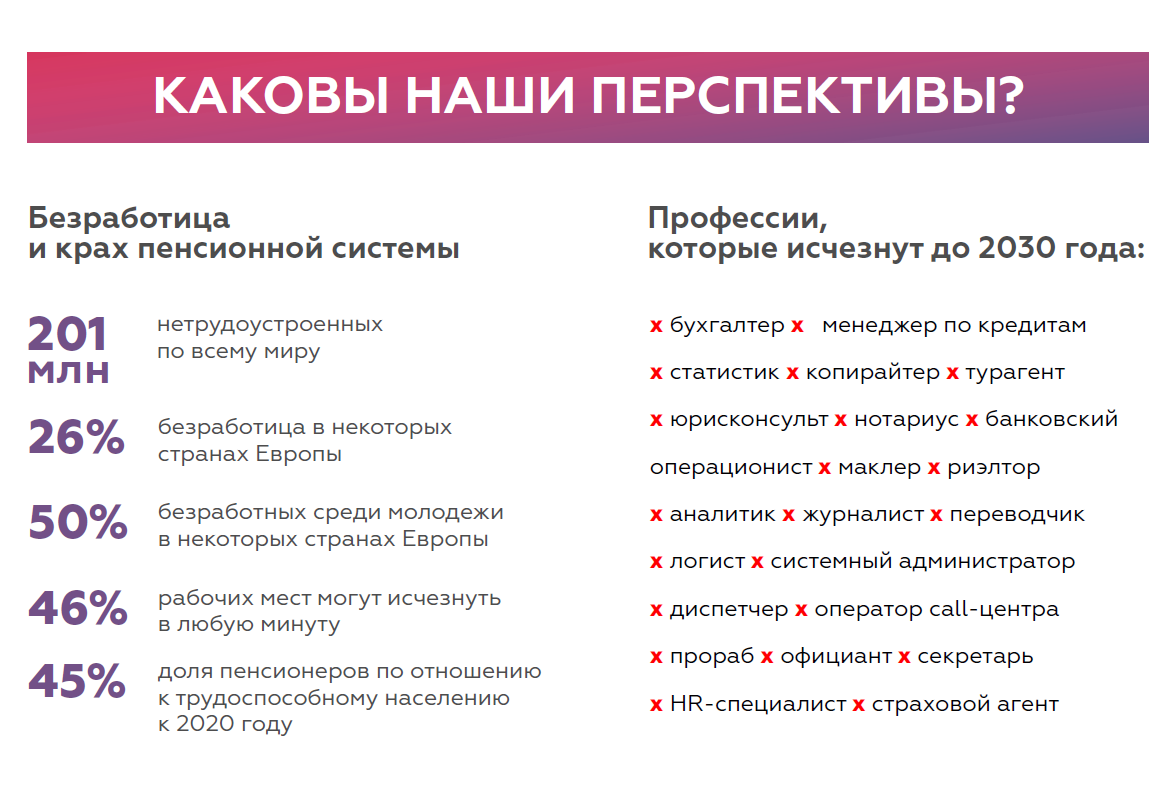 КАКОВЫ НАШИ ПЕРСПЕКТИВЫ?
Безработица
и крах пенсионной системы
201
млн
нетрудоустроенных
по всему миру
26%
безработица в некоторых
странах Европы
50%
безработных среди молодежи
в некоторых странах Европы
46%
рабочих мест могут исчезнуть
в любую минуту
45%
доля пенсионеров по отношению
к трудоспособному населению
к 2020 году
Профессии,
которые исчезнут до 2030 года:
х бухгалтер х менеджер по кредитам
х статистик х копирайтер х турагент
х юрисконсульт х нотариус х банковский
операционист х маклер х риэлтор
х аналитик х журналист х переводчик
х логист х системный администратор
х диспетчер х оператор call-центра
х прораб х официант х секретарь
х HR-специалист х страховой агент